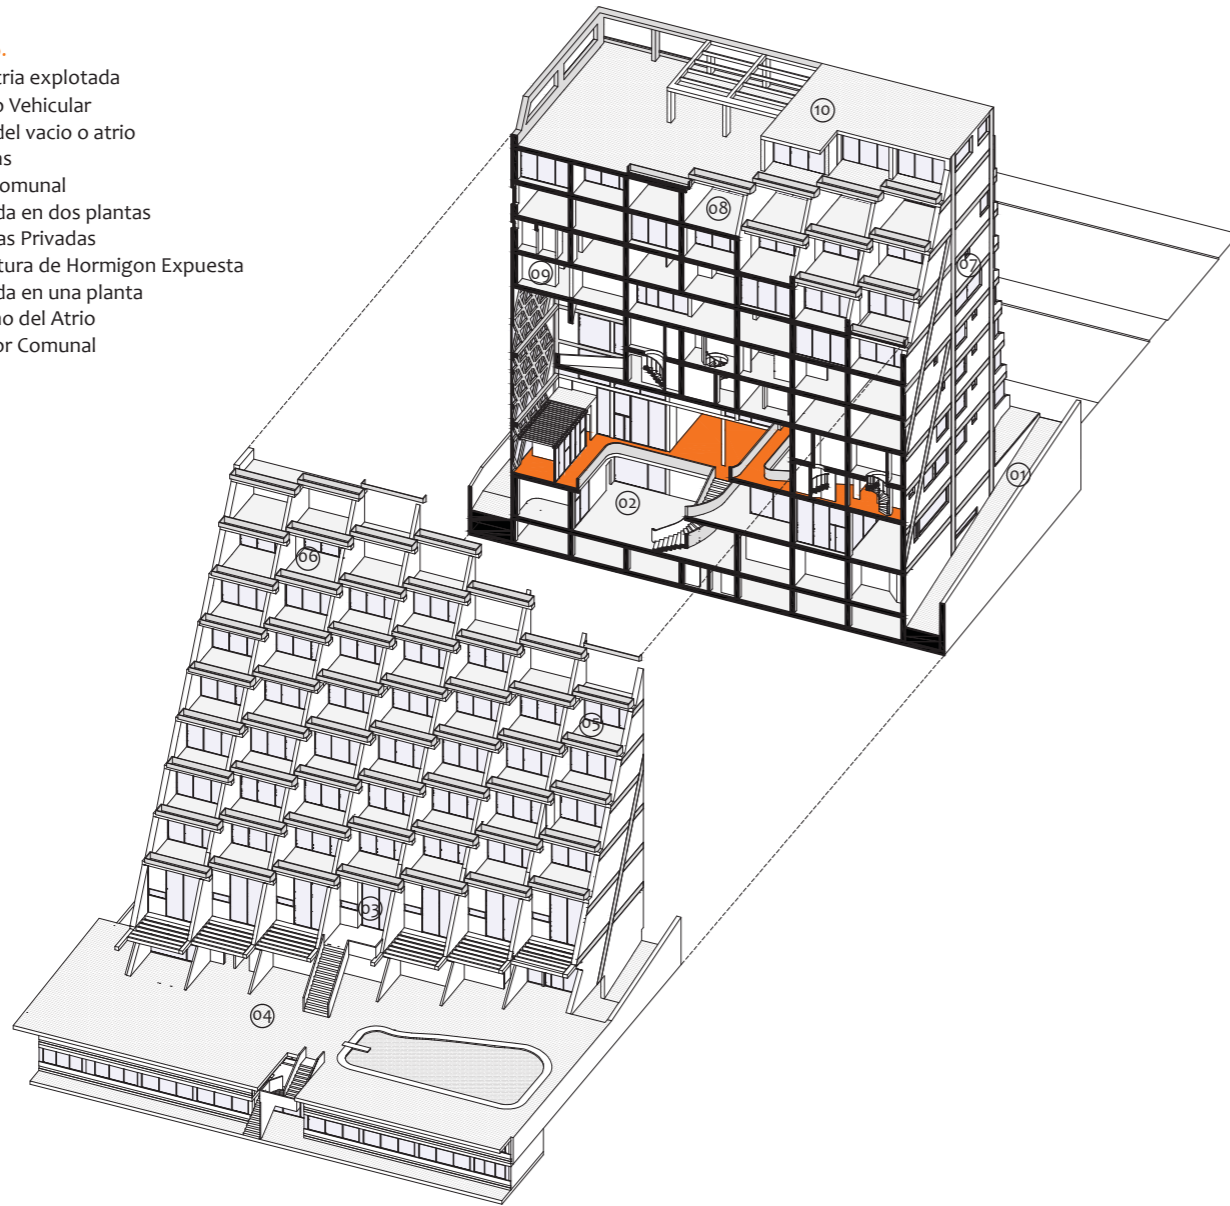 .
tria explotada
o Vehicular
del vacio o atrio
as
Comunal
da en dos plantas
as Privadas
tura de Hormigon Expuesta
da en una planta
no del Atrio
or Comunal
10
08
07
09
01
02
06
05
03
04